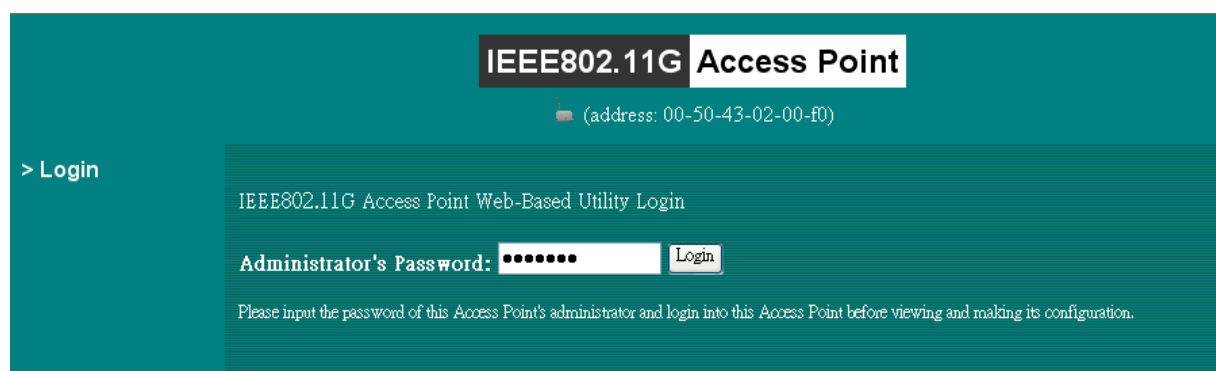 IEEE802.11G Access Point
(address: 00-50-43-02-00-f0)
> Login
IEEE802.11G Access Point Web-Based Utility Login
Administrator's Password: ••••••• Login
Please input the password of this Access Point's administrator and login into this Access Point before viewing and making its configuration.